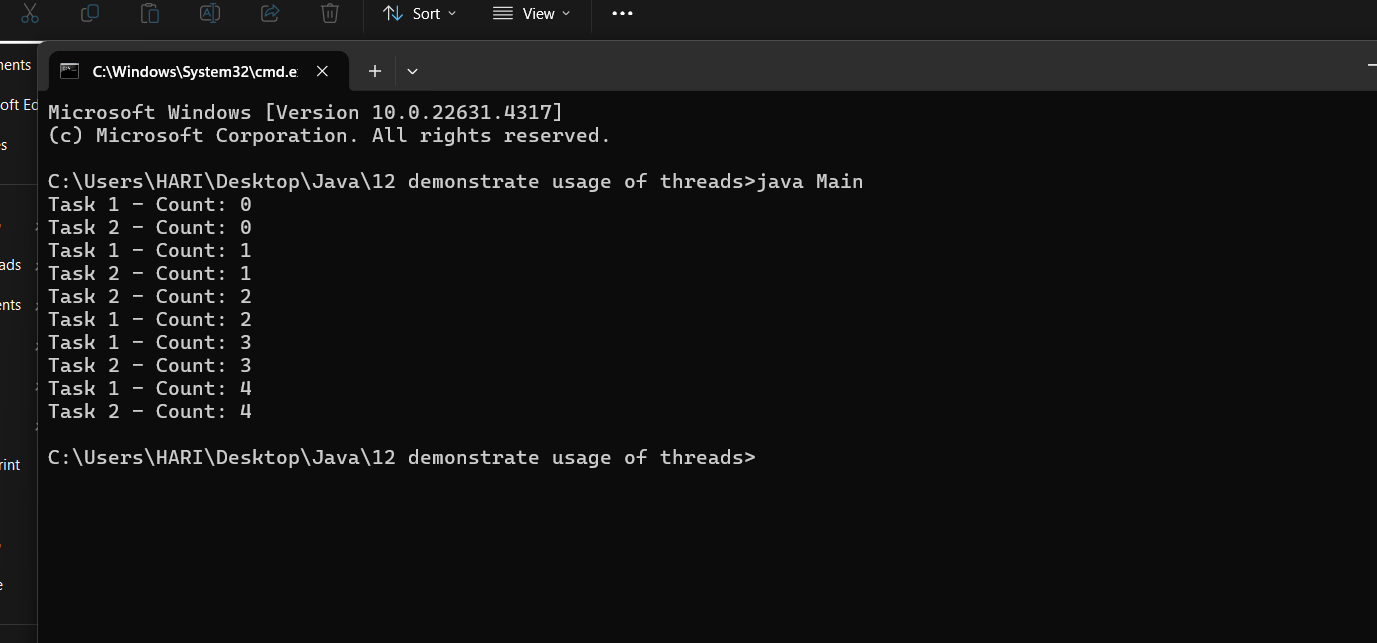 Sort
View
ents
C:\Windows\System32\cmd.e
oft Ed
Microsoft Windows [Version 10.0.22631.4317]
(c) Microsoft Corporation. All rights reserved.
C:\Users\HARI\Desktop\Java\12 demonstrate usage of threads>java Main
Task 1 - Count: 0
Task 2 - Count: 0
Task 1 - Count: 1
Task 2 - Count: 1
Task 2 - Count: 2
Task 1 - Count: 2
Task 1 - Count: 3
Task 2 - Count: 3
Task 1 - Count: 4
Task 2 - Count: 4
C:\Users\HARI\Desktop\Java\12 demonstrate usage of threads>
ads
ents
rint